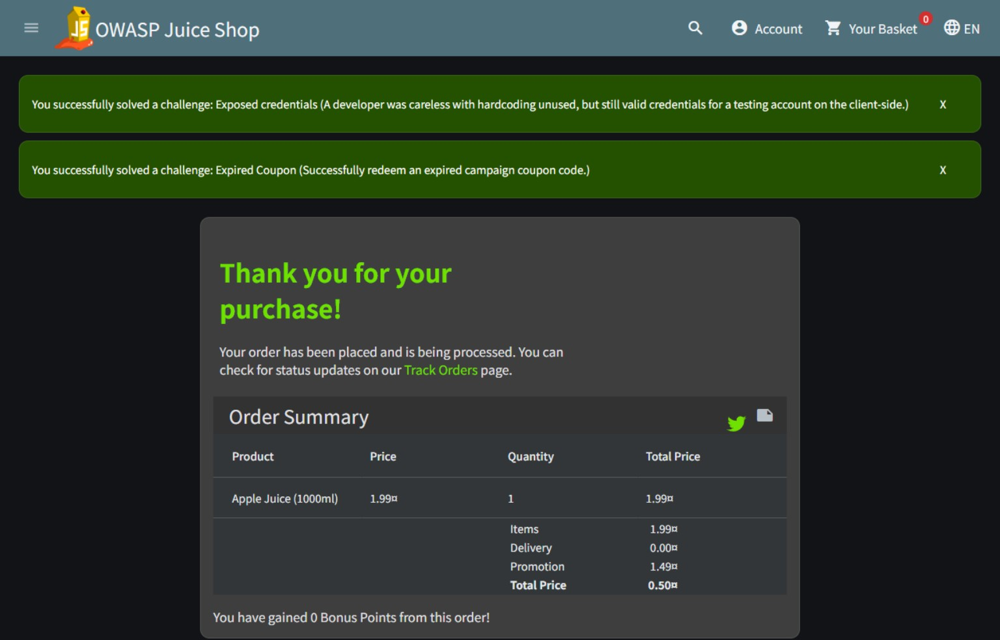 JS OWASP Juice Shop Account Your Basket 0 EN
You successfully solved a challenge: Exposed credentials (A developer was careless with hardcoding unused, but still valid credentials for a testing account on the client-side.) X
You successfully solved a challenge: Expired Coupon (Successfully redeem an expired campaign coupon code.) X
Thank you for your
purchase!
Your order has been placed and is being processed. You can
check for status updates on our Track Orders page.
Order Summary
Product Price Quantity Total Price
Apple Juice (1000ml) 1.99¤ 1 1.99¤
Items 1.99¤
Delivery 0.00¤
Promotion 1.49¤
Total Price 0.50¤
You have gained 0 Bonus Points from this order!